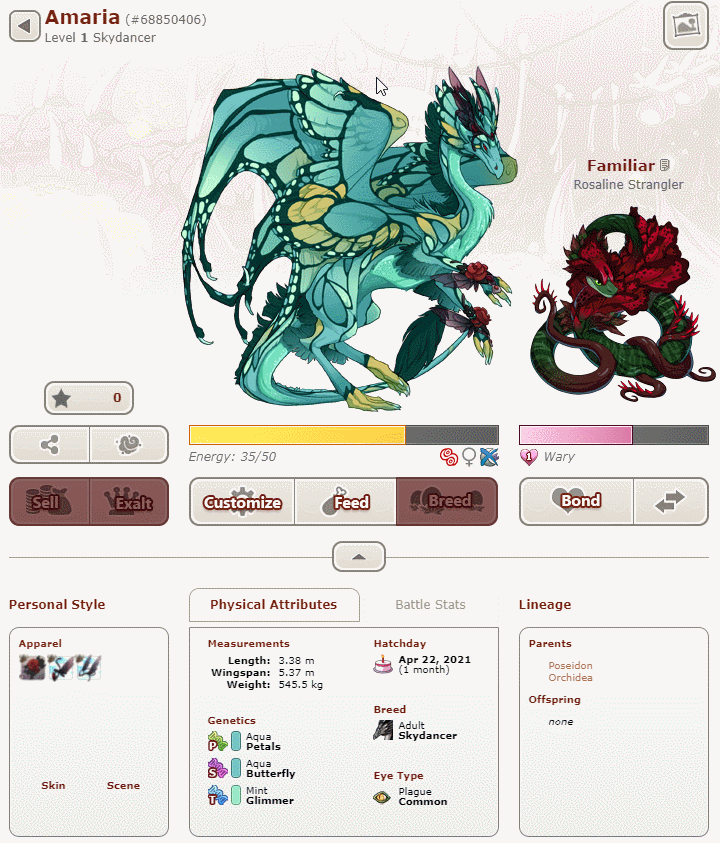 Amaria (#68850406)
Level 1 Skydancer
Familiar
Rosaline Strangler
0
Energy: 35/50
1 Wary
Sell
Exalt
Customize
Feed
Breed
Bond
Personal Style
Physical Attributes
Battle Stats
Lineage
Apparel
Skin
Scene
Measurements
Length: 3.38 m
Wingspan: 5.37 m
Weight: 545.5 kg
Genetics
P Aqua
Petals
S Aqua
Butterfly
T Mint
Glimmer
Hatchday
Apr 22, 2021
(1 month)
Breed
Adult
Skydancer
Eye Type
Plague
Common
Parents
Poseidon
Orchidea
Offspring
none